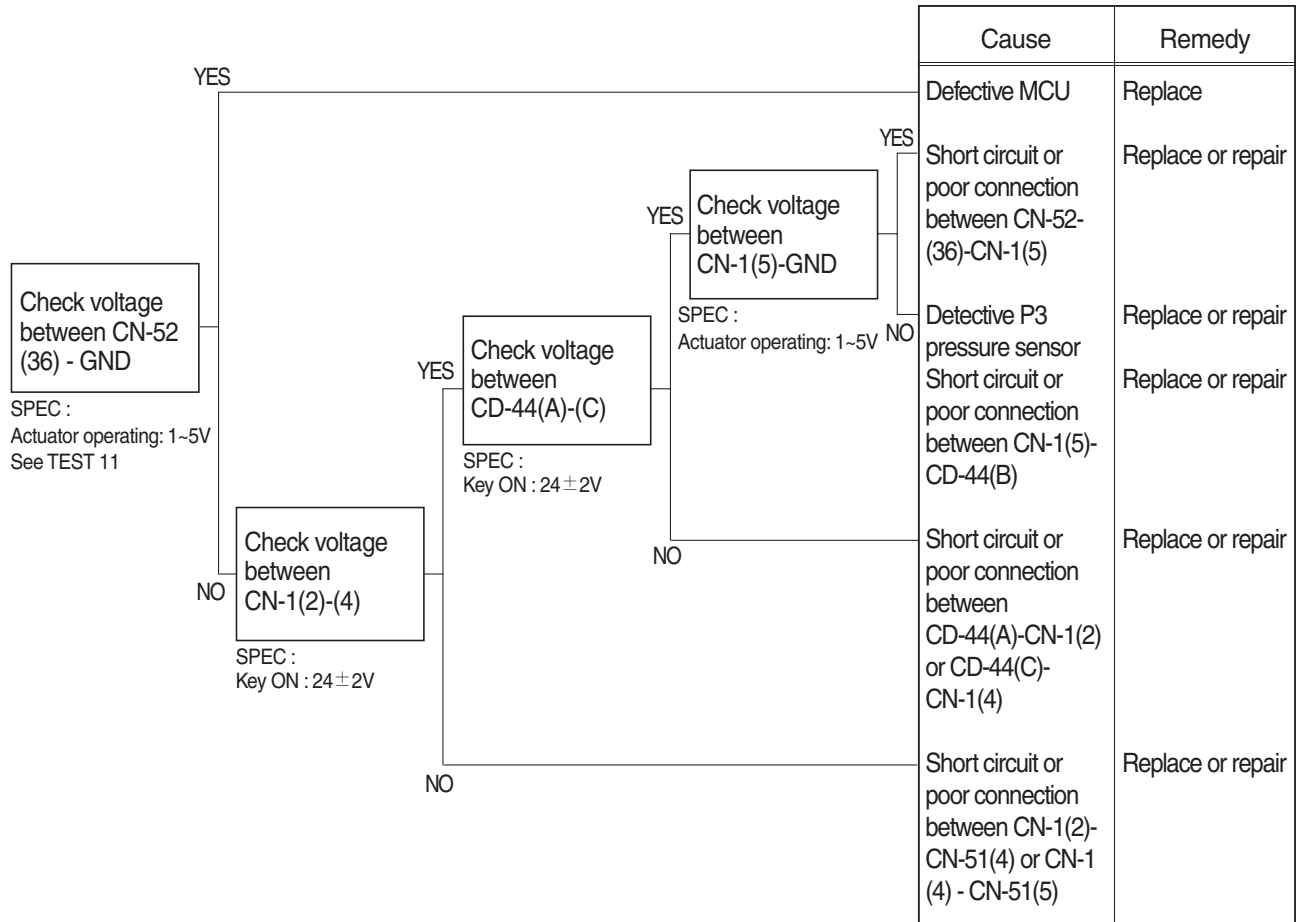 Cause
Remedy
YES
Defective MCU
Replace
YES
Short circuit or
poor connection
between CN-52-
(36)-CN-1(5)
Replace or repair
YES
Check voltage
between
CN-1(5)-GND
SPEC :
Actuator operating: 1~5V
NO
Detective P3
pressure sensor
Replace or repair
Short circuit or
poor connection
between CN-1(5)-
CD-44(B)
Replace or repair
Check voltage
between CN-52
(36) - GND
SPEC :
Actuator operating: 1~5V
See TEST 11
YES
Check voltage
between
CD-44(A)-(C)
SPEC :
Key ON : 24±2V
NO
Short circuit or
poor connection
between
CD-44(A)-CN-1(2)
or CD-44(C)-
CN-1(4)
Replace or repair
NO
Check voltage
between
CN-1(2)-(4)
SPEC :
Key ON : 24±2V
NO
Short circuit or
poor connection
between CN-1(2)-
CN-51(4) or CN-1
(4) - CN-51(5)
Replace or repair